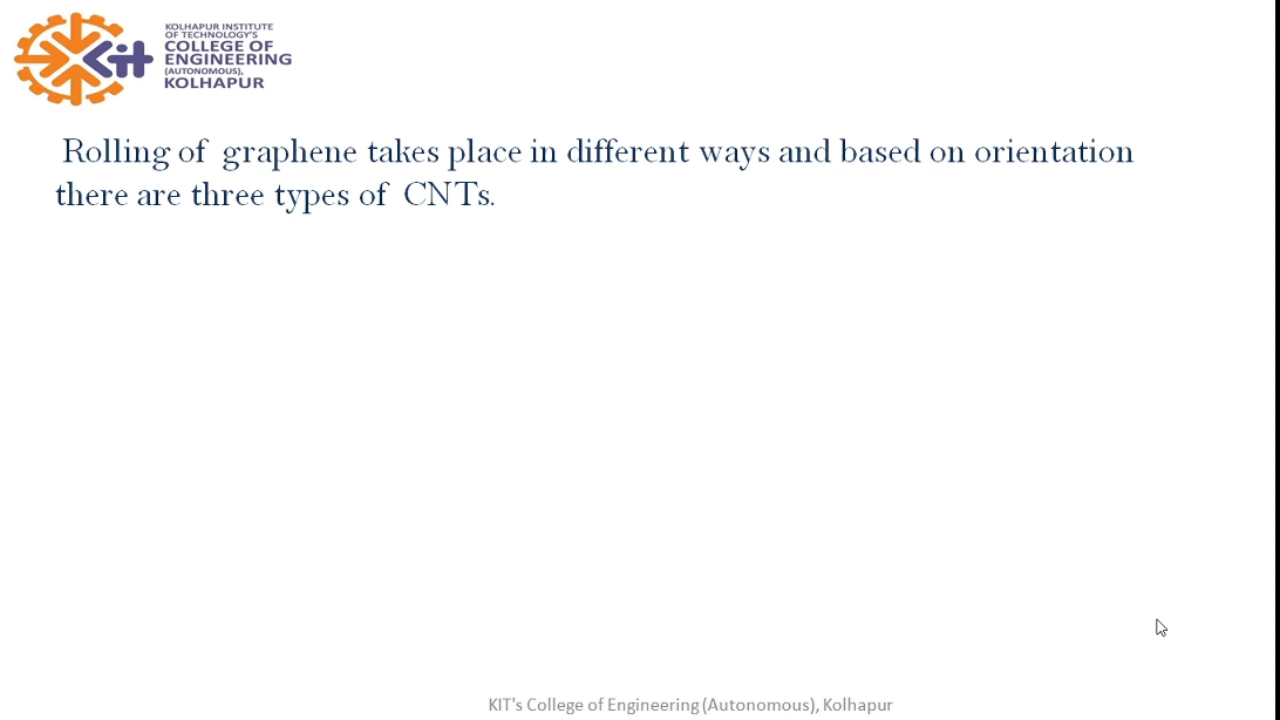 Kit
KOLHAPUR INSTITUTE
OF TECHNOLOGY'S
COLLEGE OF
ENGINEERING
(AUTONOMOUS),
KOLHAPUR
Rolling of graphene takes place in different ways and based on orientation
there are three types of CNTs.
KIT's College of Engineering (Autonomous), Kolhapur